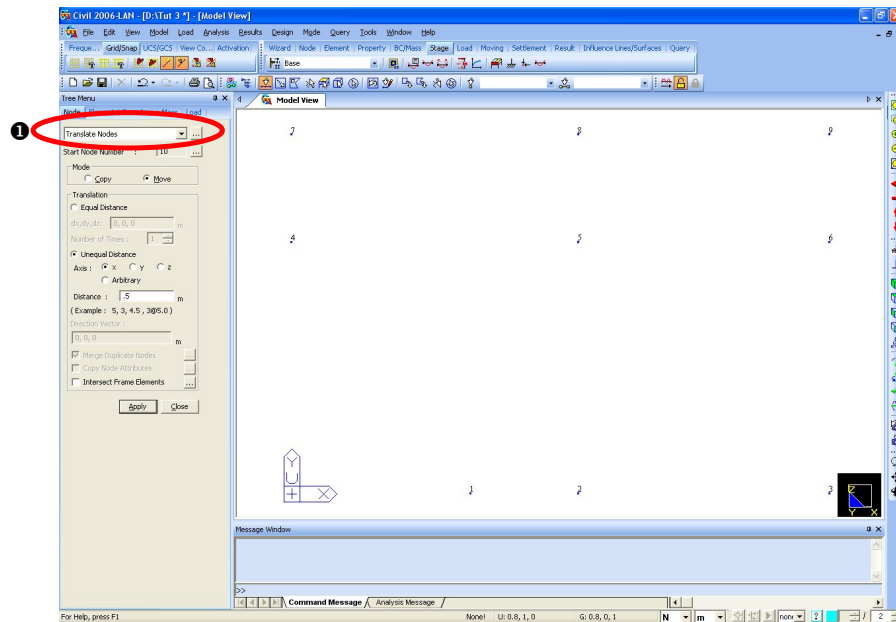 Civil 2006-LAN - [D:\Tut 3 *] - [Model View]
File Edit View Model Load Analysis Results Design Mode Query Tools Window Help
Freque... Grid/Snap UCS/GCS View Co... Activation Wizard Node Element Property BC/Mass Stage Load Moving Settlement Result Influence Lines/Surfaces Query
Base
Tree Menu
Model View
Node Load
❶
Translate Nodes
Start Node Number : 10
Mode
Copy Move
Translation
Equal Distance
dx,dy,dz: 0, 0, 0 m
Number of Times : 1
Unequal Distance
Axis : x y z
Arbitrary
Distance : .5 m
( Example : 5, 3, 4.5 , 3@5.0 )
Direction Vector :
0, 0, 0 m
Merge Duplicate Nodes
Copy Node Attributes
Intersect Frame Elements
Apply Close
7 8 9
4 5 6
Y
U
X
1 2 3
Z
Y X
Message Window
>>
Command Message Analysis Message
For Help, press F1 None! U: 0.8, 1, 0 G: 0.8, 0, 1 N m none ? / 2